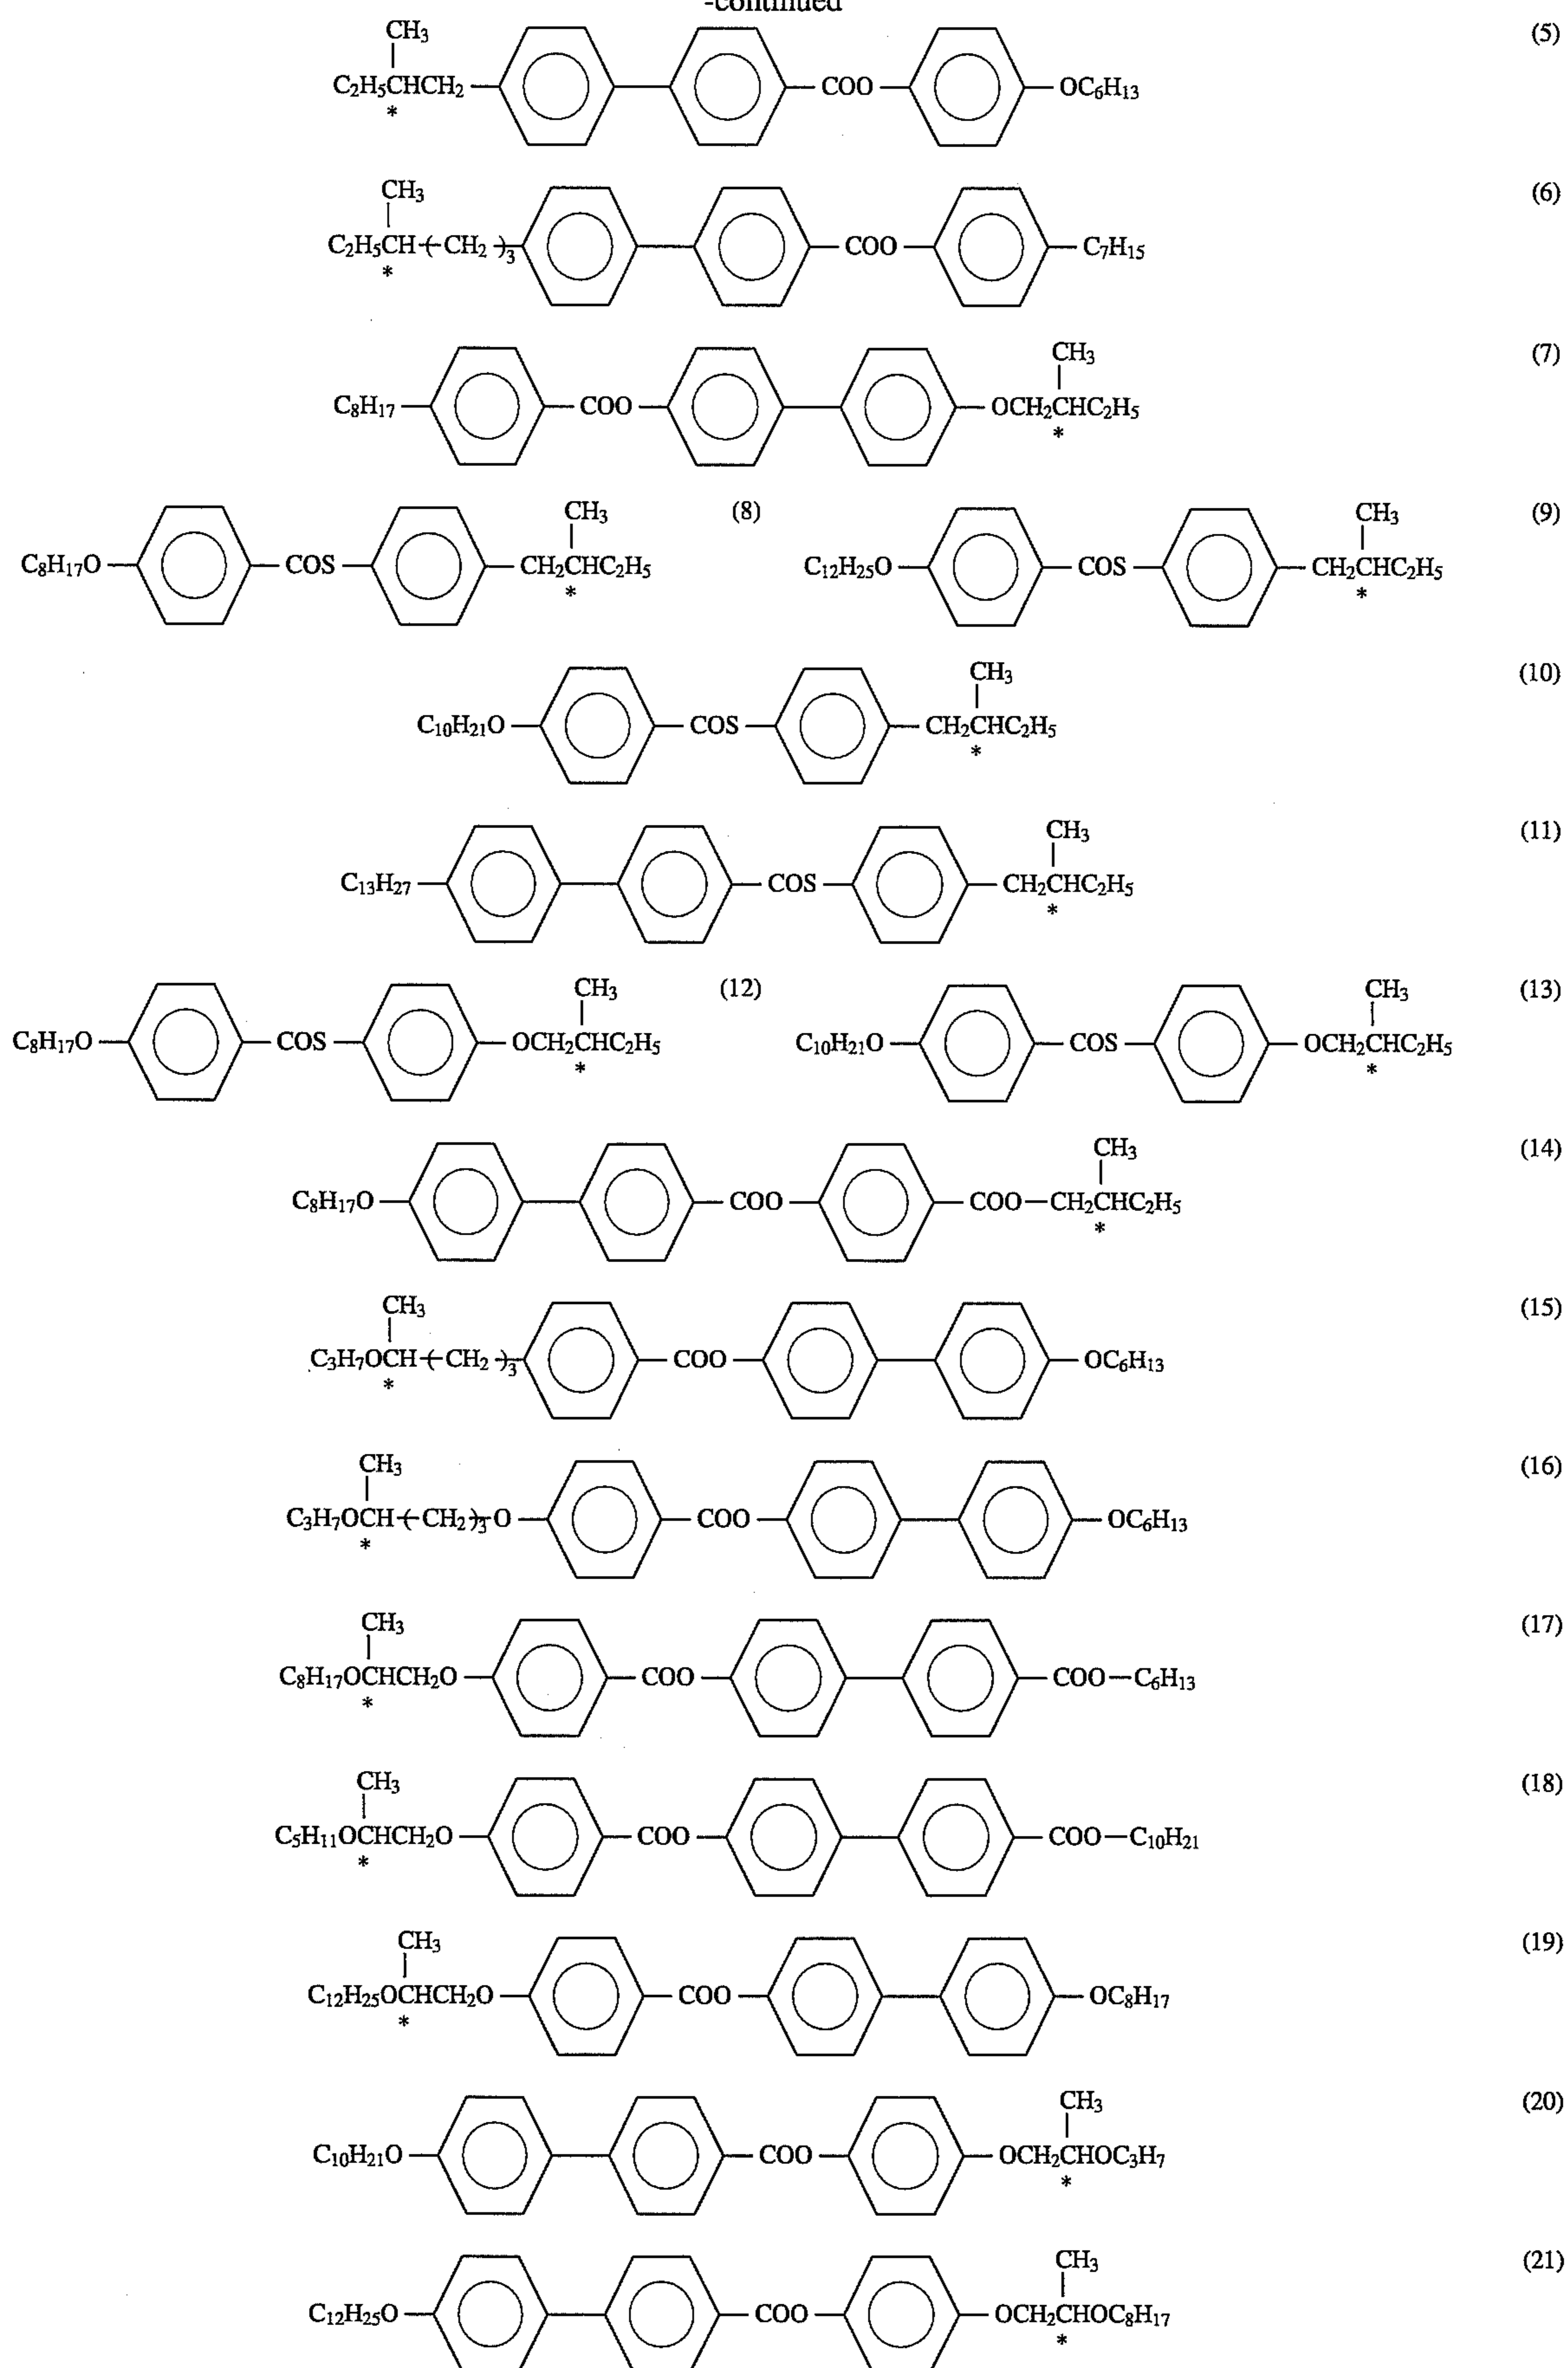 -continued
CH₃ (5)
C₂H₅CHCH₂ COO OC₆H₁₃
*
CH₃ (6)
C₂H₅CH-(-CH₂-)₃ COO C₇H₁₅
*
CH₃ (7)
C₈H₁₇ COO OCH₂CHC₂H₅
*
CH₃ (8) CH₃ (9)
C₈H₁₇O COS CH₂CHC₂H₅ C₁₂H₂₅O COS CH₂CHC₂H₅
* *
CH₃ (10)
C₁₀H₂₁O COS CH₂CHC₂H₅
*
CH₃ (11)
C₁₃H₂₇ COS CH₂CHC₂H₅
*
CH₃ (12) CH₃ (13)
C₈H₁₇O COS OCH₂CHC₂H₅ C₁₀H₂₁O COS OCH₂CHC₂H₅
* *
CH₃ (14)
C₈H₁₇O COO COO-CH₂CHC₂H₅
*
CH₃ (15)
C₃H₇OCH-(-CH₂-)₃ COO OC₆H₁₃
*
CH₃ (16)
C₃H₇OCH-(-CH₂)₃-O COO OC₆H₁₃
*
CH₃ (17)
C₈H₁₇OCHCH₂O COO COO-C₆H₁₃
*
CH₃ (18)
C₅H₁₁OCHCH₂O COO COO-C₁₀H₂₁
*
CH₃ (19)
C₁₂H₂₅OCHCH₂O COO OC₈H₁₇
*
CH₃ (20)
C₁₀H₂₁O COO OCH₂CHOC₃H₇
*
CH₃ (21)
C₁₂H₂₅O COO OCH₂CHOC₈H₁₇
*